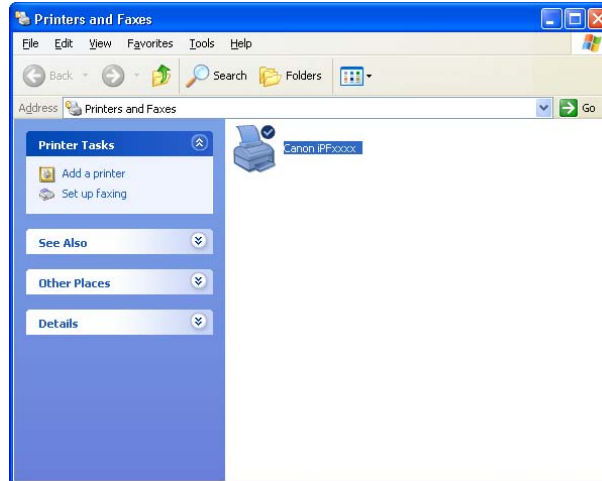 Printers and Faxes
File Edit View Favorites Tools Help
Back Search Folders
Address Printers and Faxes Go
Printer Tasks
Add a printer
Set up faxing
See Also
Other Places
Details
Canon iPFxxxx